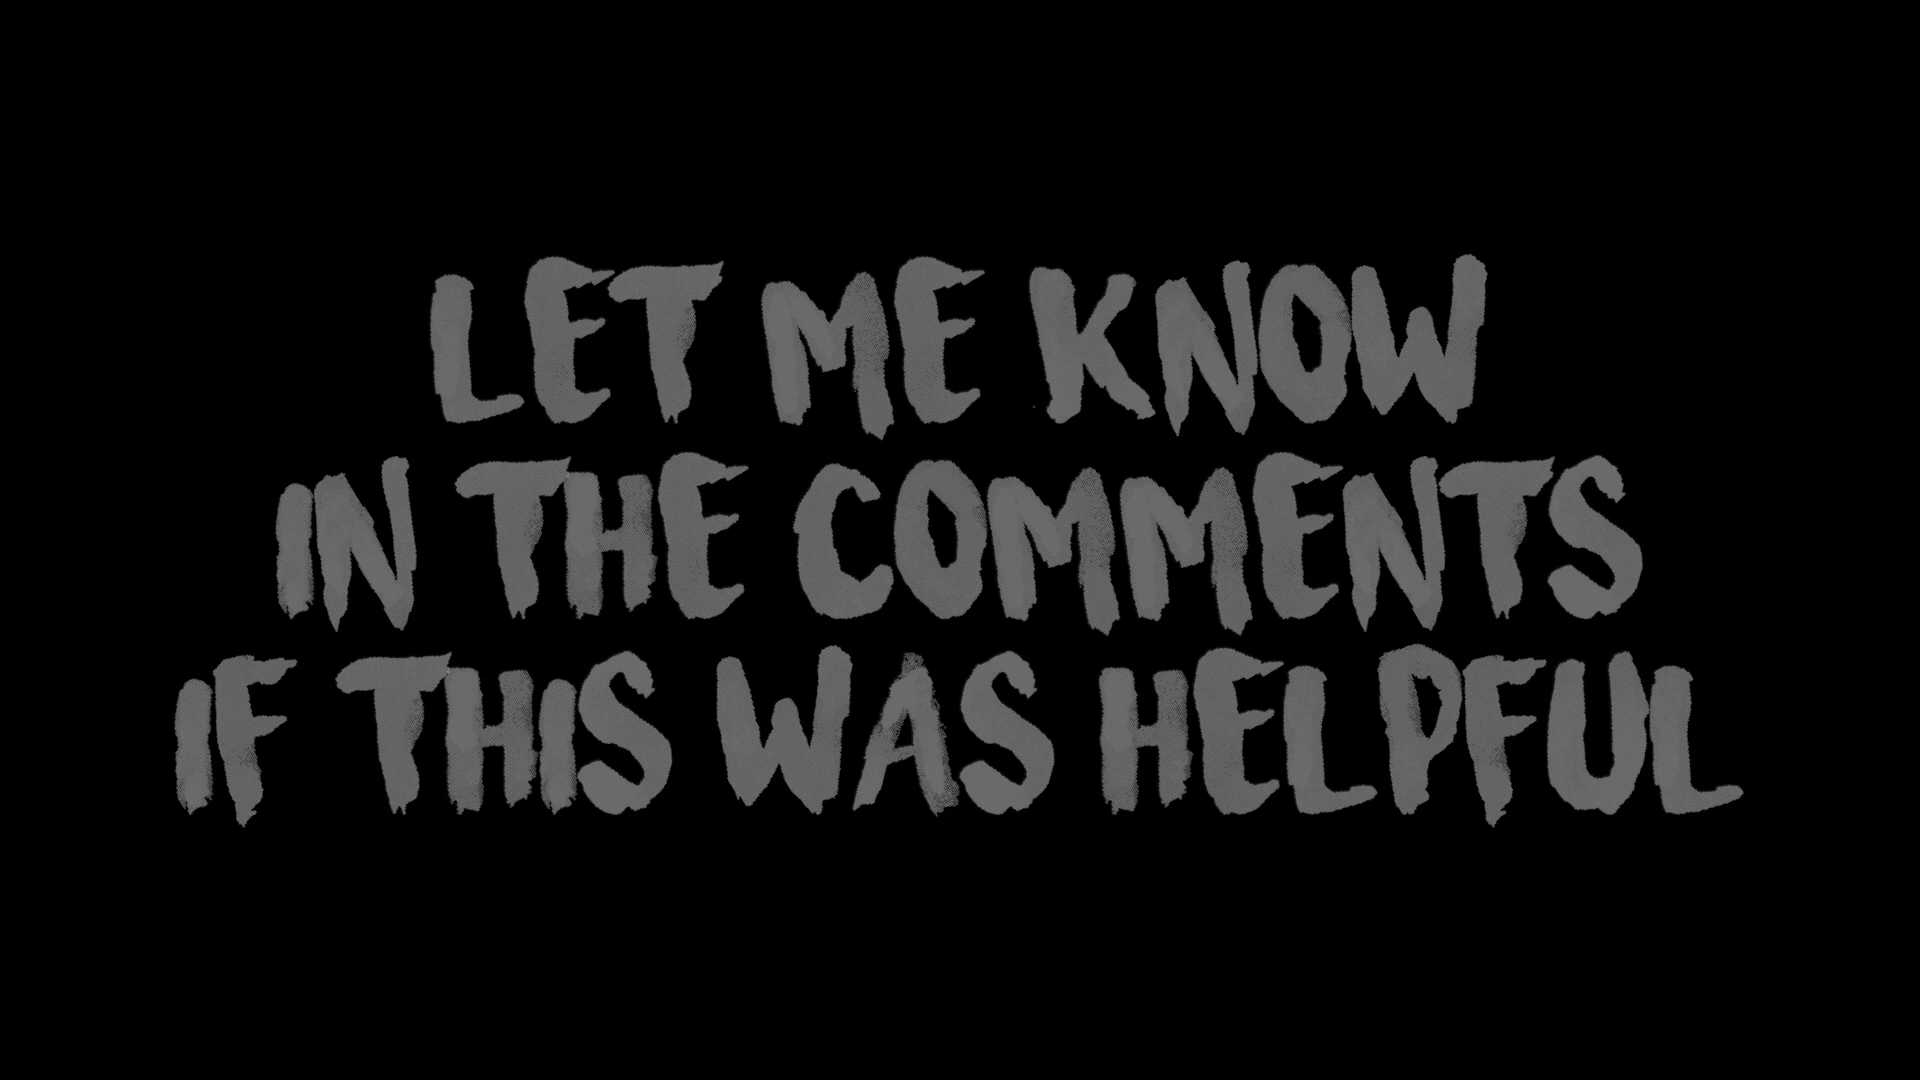 LET ME KNOW
IN THE COMMENTS
IF THIS WAS HELPFUL